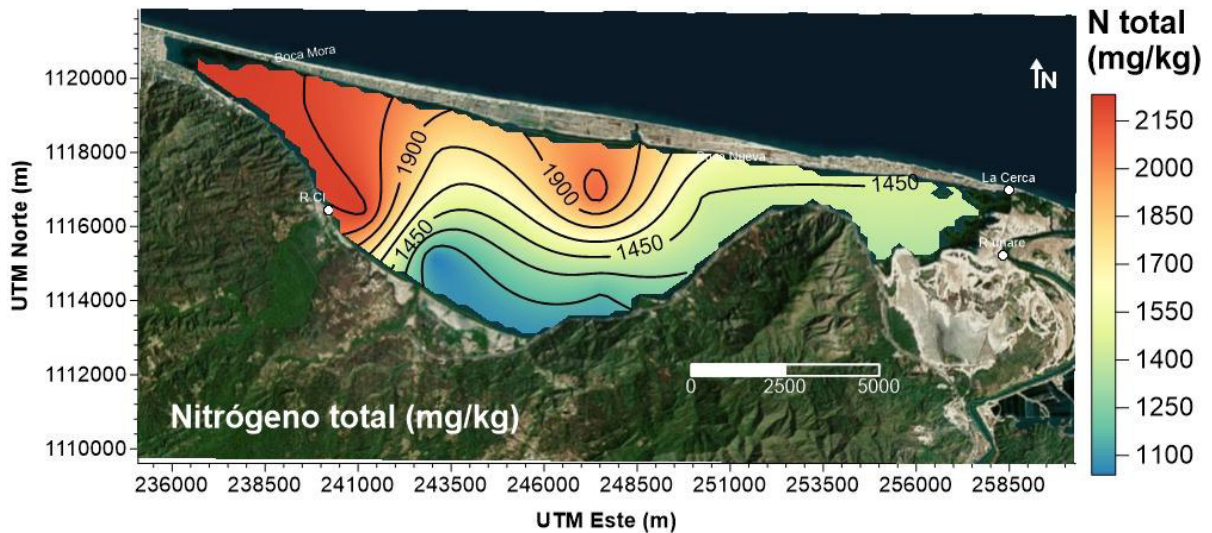 N total
(mg/kg)
2150
2000
1850
1700
1550
1400
1250
1100
UTM Norte (m)
1120000
1118000
1116000
1114000
1112000
1110000
Boca Mora
N
1900
1900
Nueva
1450
La Cerca
R.
1450
1450
R. unare
0 2500 5000
Nitrógeno total (mg/kg)
236000 238500 241000 243500 246000 248500 251000 253500 256000 258500
UTM Este (m)